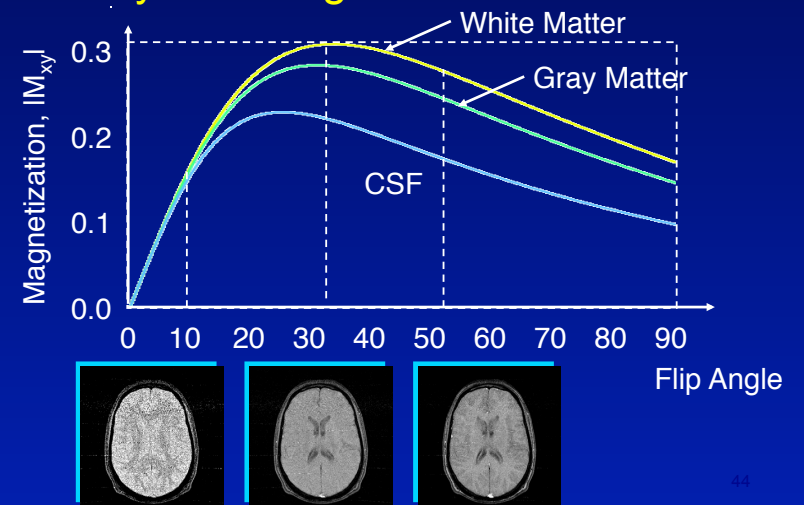 White Matter
Gray Matter
CSF
Magnetization, |Mxy|
0.3
0.2
0.1
0.0
0 10 20 30 40 50 60 70 80 90
Flip Angle
44